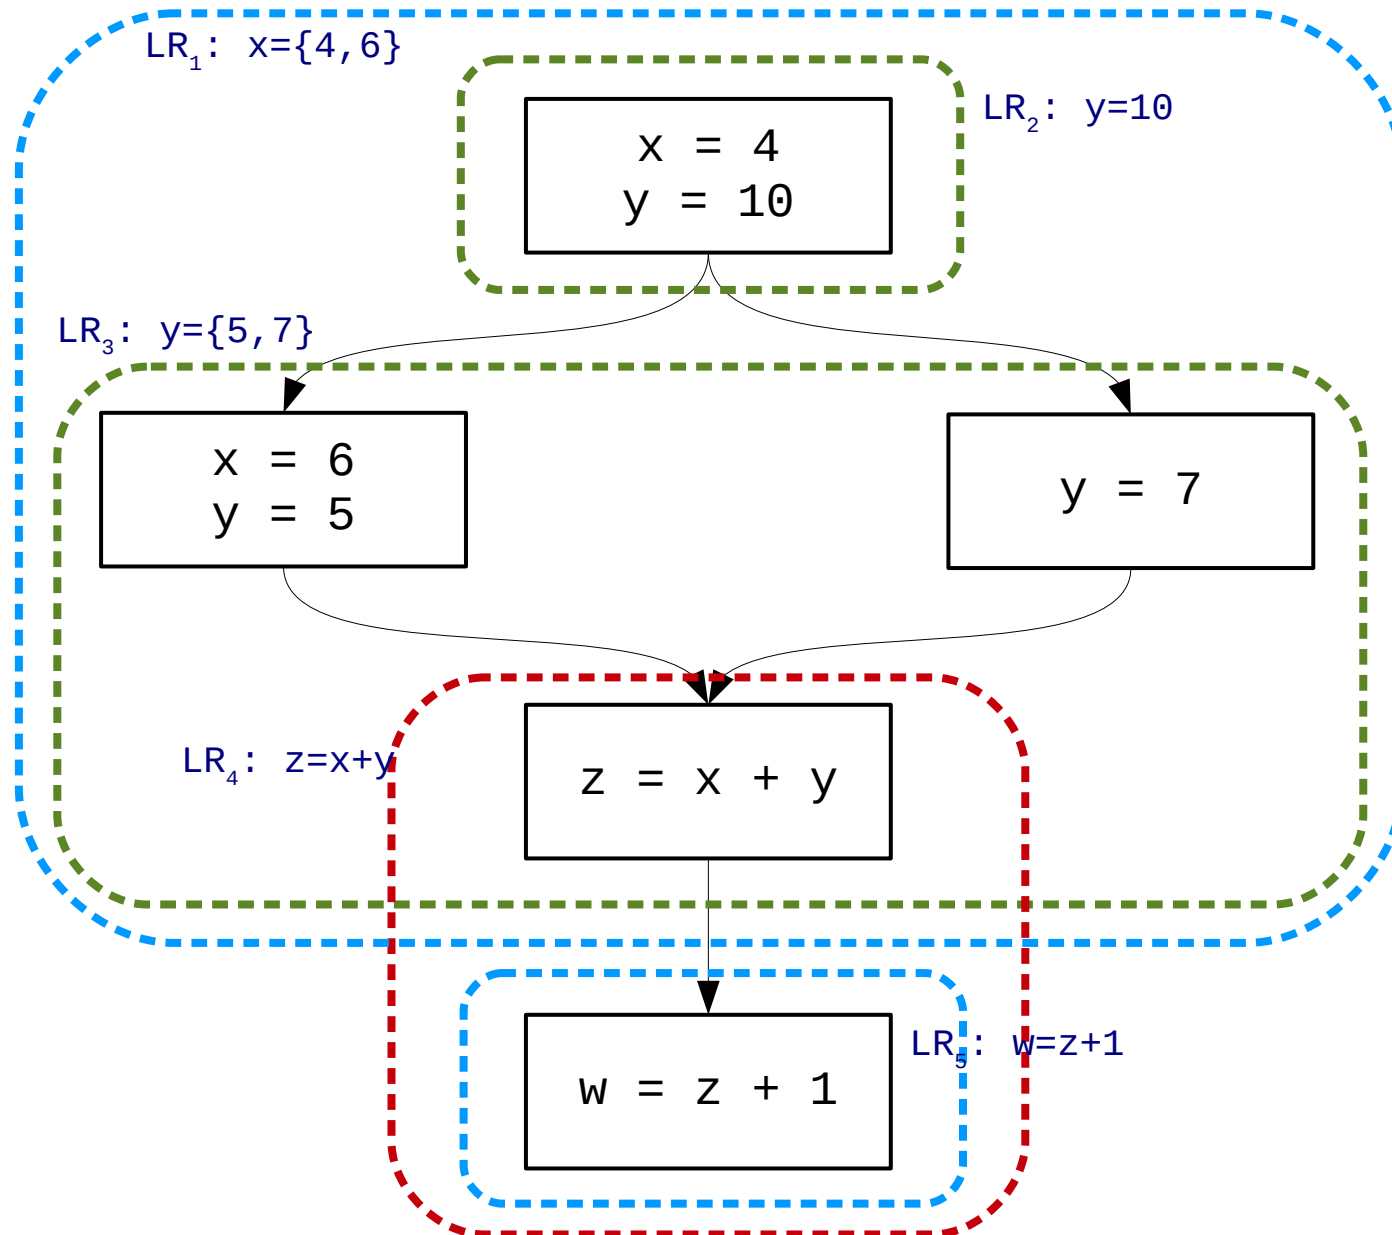 LR1: x={4,6}
LR2: y=10
x = 4
y = 10
LR3: y={5,7}
x = 6
y = 5
y = 7
LR4: z=x+y
z = x + y
LR5: w=z+1
w = z + 1